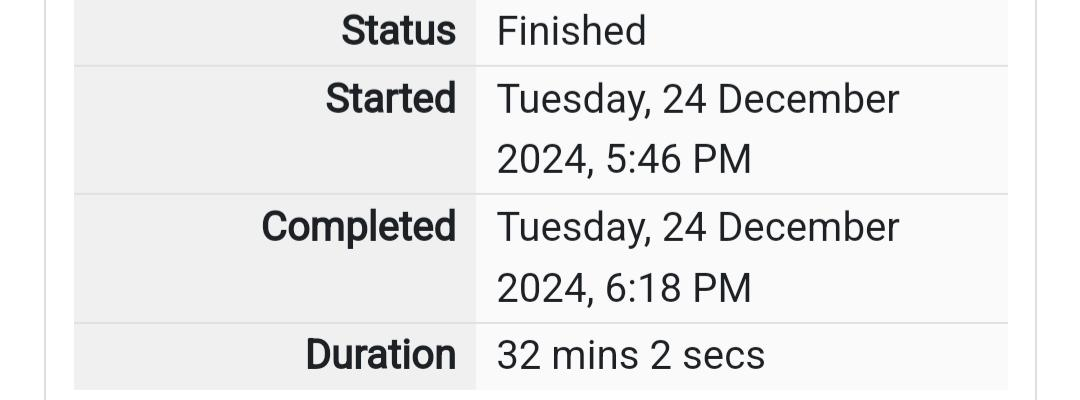 Status Finished
Started Tuesday, 24 December
2024, 5:46 PM
Completed Tuesday, 24 December
2024, 6:18 PM
Duration 32 mins 2 secs